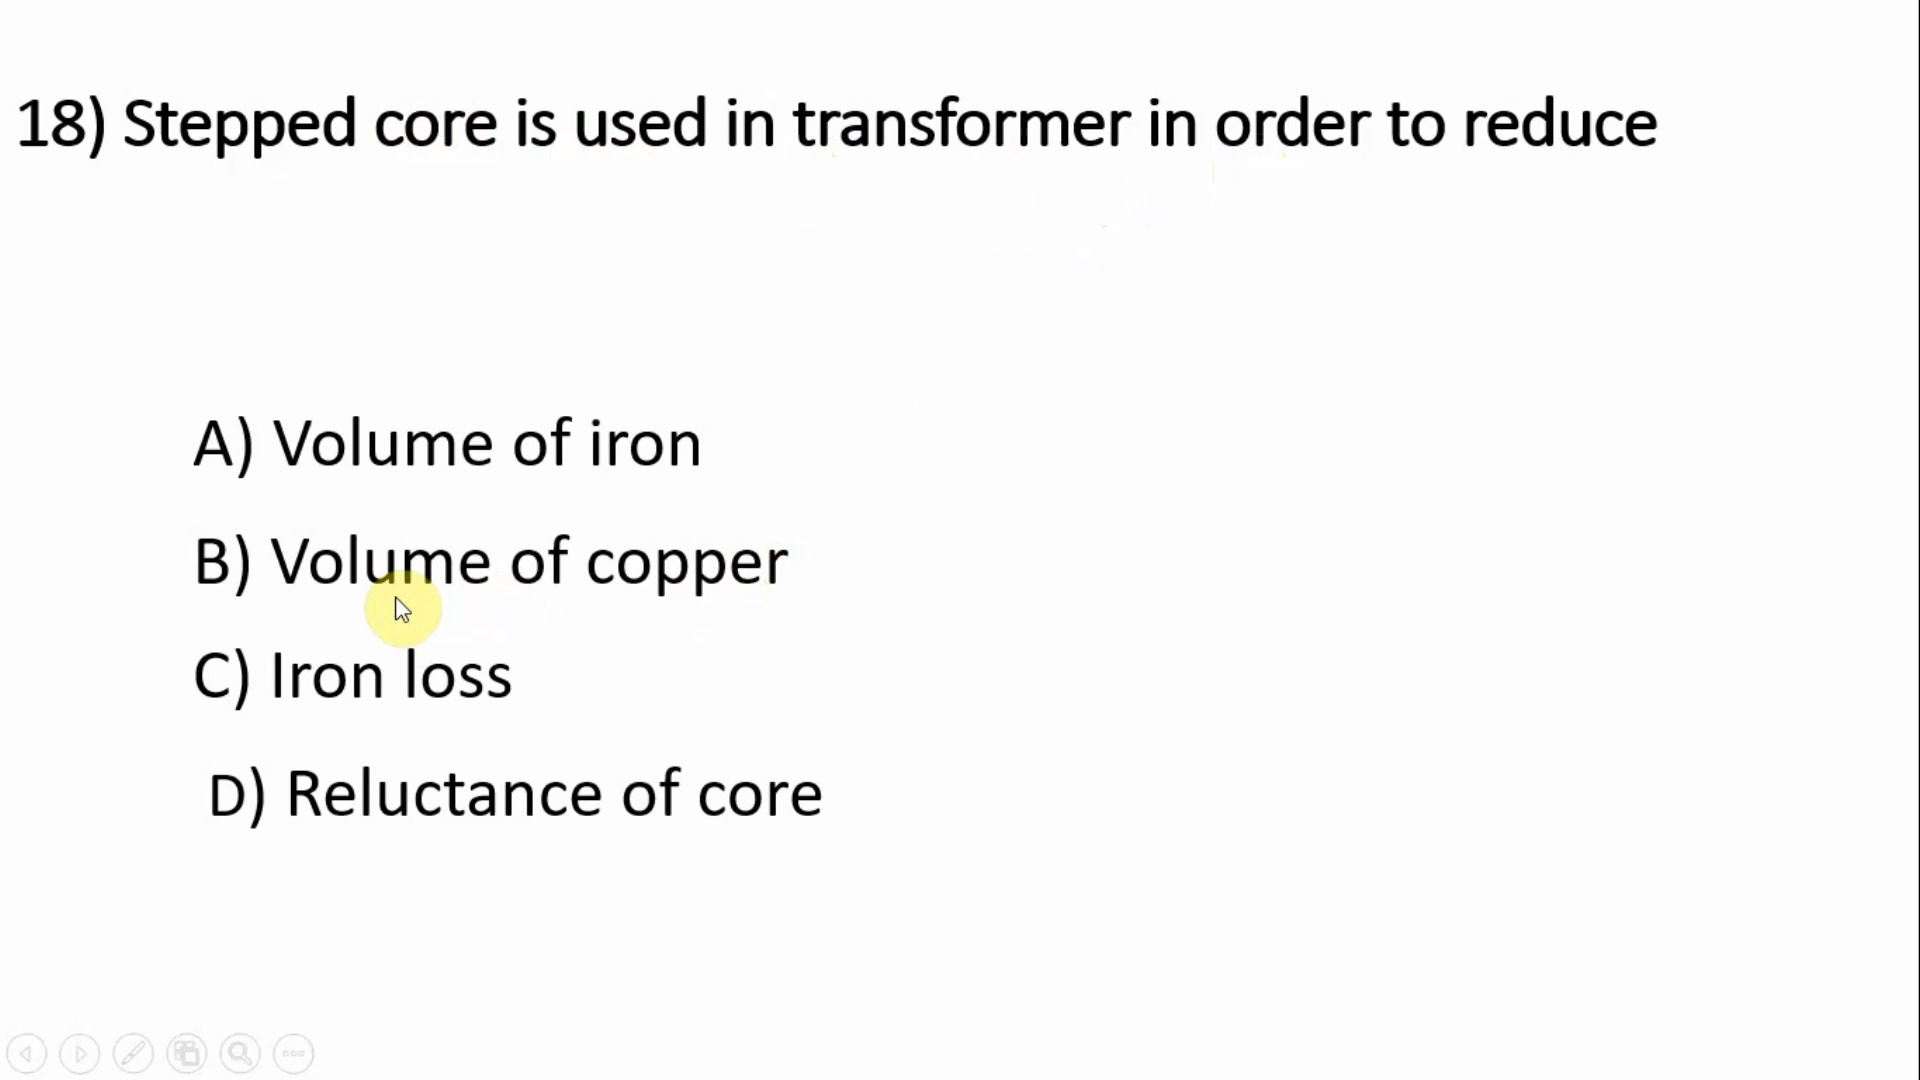 18) Stepped core is used in transformer in order to reduce
A) Volume of iron
B) Volume of copper
C) Iron loss
D) Reluctance of core